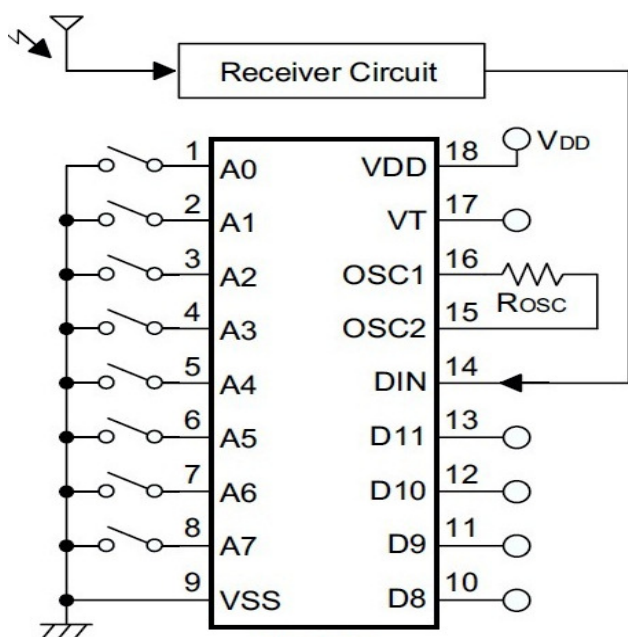 Receiver Circuit
1 A0 VDD 18 VDD
2 A1 VT 17
3 A2 OSC1 16 ROSC
4 A3 OSC2 15
5 A4 DIN 14
6 A5 D11 13
7 A6 D10 12
8 A7 D9 11
9 VSS D8 10